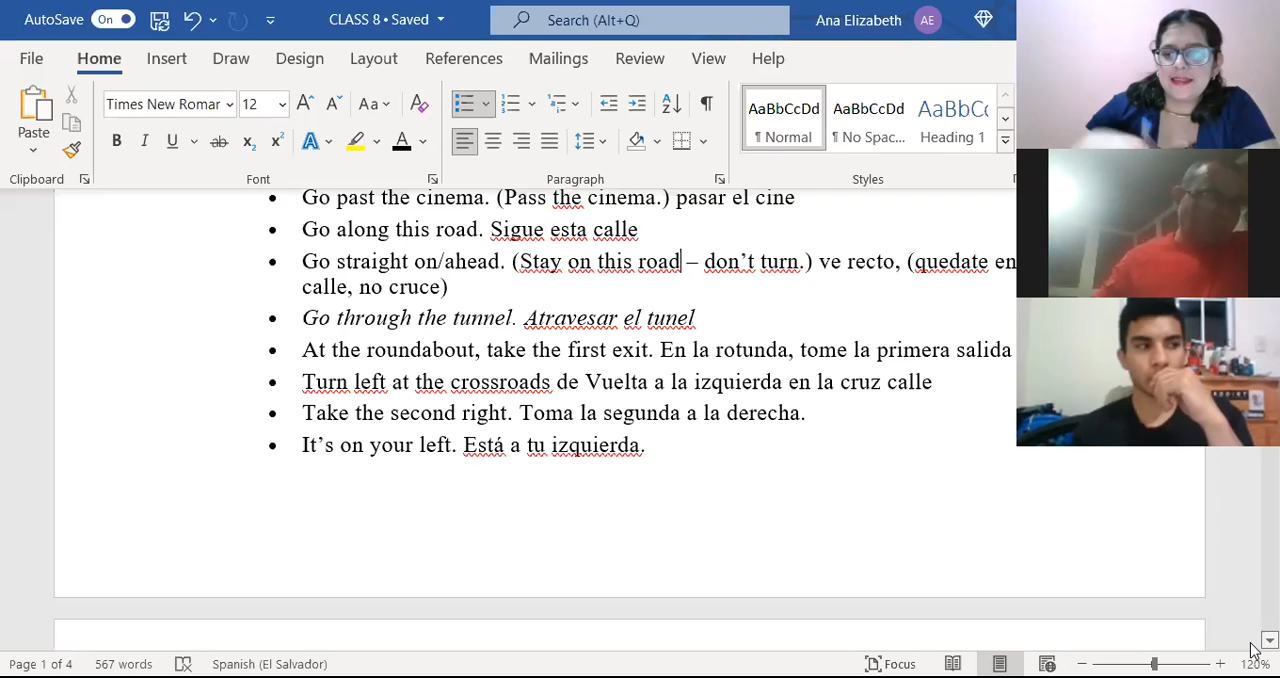 AutoSave On CLASS 8 • Saved Search (Alt+Q) Ana Elizabeth AE
File Home Insert Draw Design Layout References Mailings Review View Help
Times New Romar 12 Aa AaBbCcDd AaBbCcDd AaBbCc
Paste B I U ab x2 x2 A A ¶ Normal ¶ No Spac... Heading 1
Clipboard Font Paragraph Styles
• Go past the cinema. (Pass the cinema.) pasar el cine
• Go along this road. Sigue esta calle
• Go straight on/ahead. (Stay on this road – don’t turn.) ve recto, (quedate en
calle, no cruce)
• Go through the tunnel. Atravesar el tunel
• At the roundabout, take the first exit. En la rotunda, tome la primera salida
• Turn left at the crossroads de Vuelta a la izquierda en la cruz calle
• Take the second right. Toma la segunda a la derecha.
• It’s on your left. Está a tu izquierda.
Page 1 of 4 567 words Spanish (El Salvador) Focus 120%